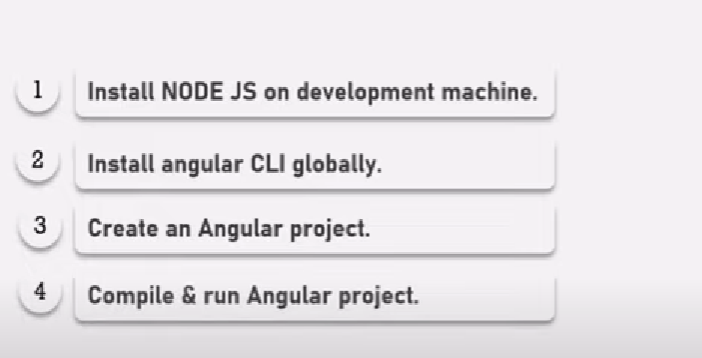 1 Install NODE JS on development machine.
2 Install angular CLI globally.
3 Create an Angular project.
4 Compile & run Angular project.